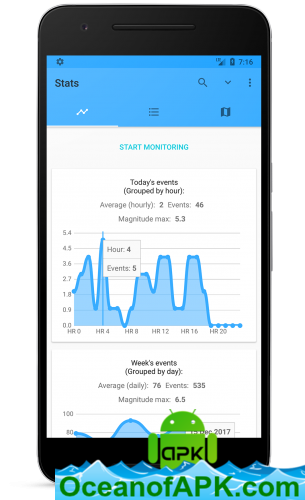 7:16
Stats
START MONITORING
Today's events
(Grouped by hour):
Average (hourly): 2 Events: 46
Magnitude max: 5.3
5.4
4.5
3.6
2.7
1.8
0.9
0.0
Hour: 4
Events: 5
HR 0 HR 4 HR 8 HR 12 HR 16 HR 20
Week's events
(Grouped by day):
Average (daily): 76 Events: 535
Magnitude max: 6.5
100
80
Dec 2017
[apk]
OceanofAPK.com